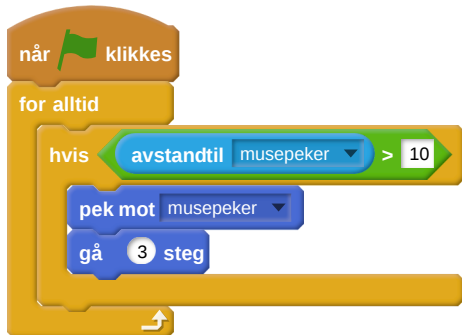 når klikkes
for alltid
hvis avstandtil musepeker > 10
pek mot musepeker
gå 3 steg